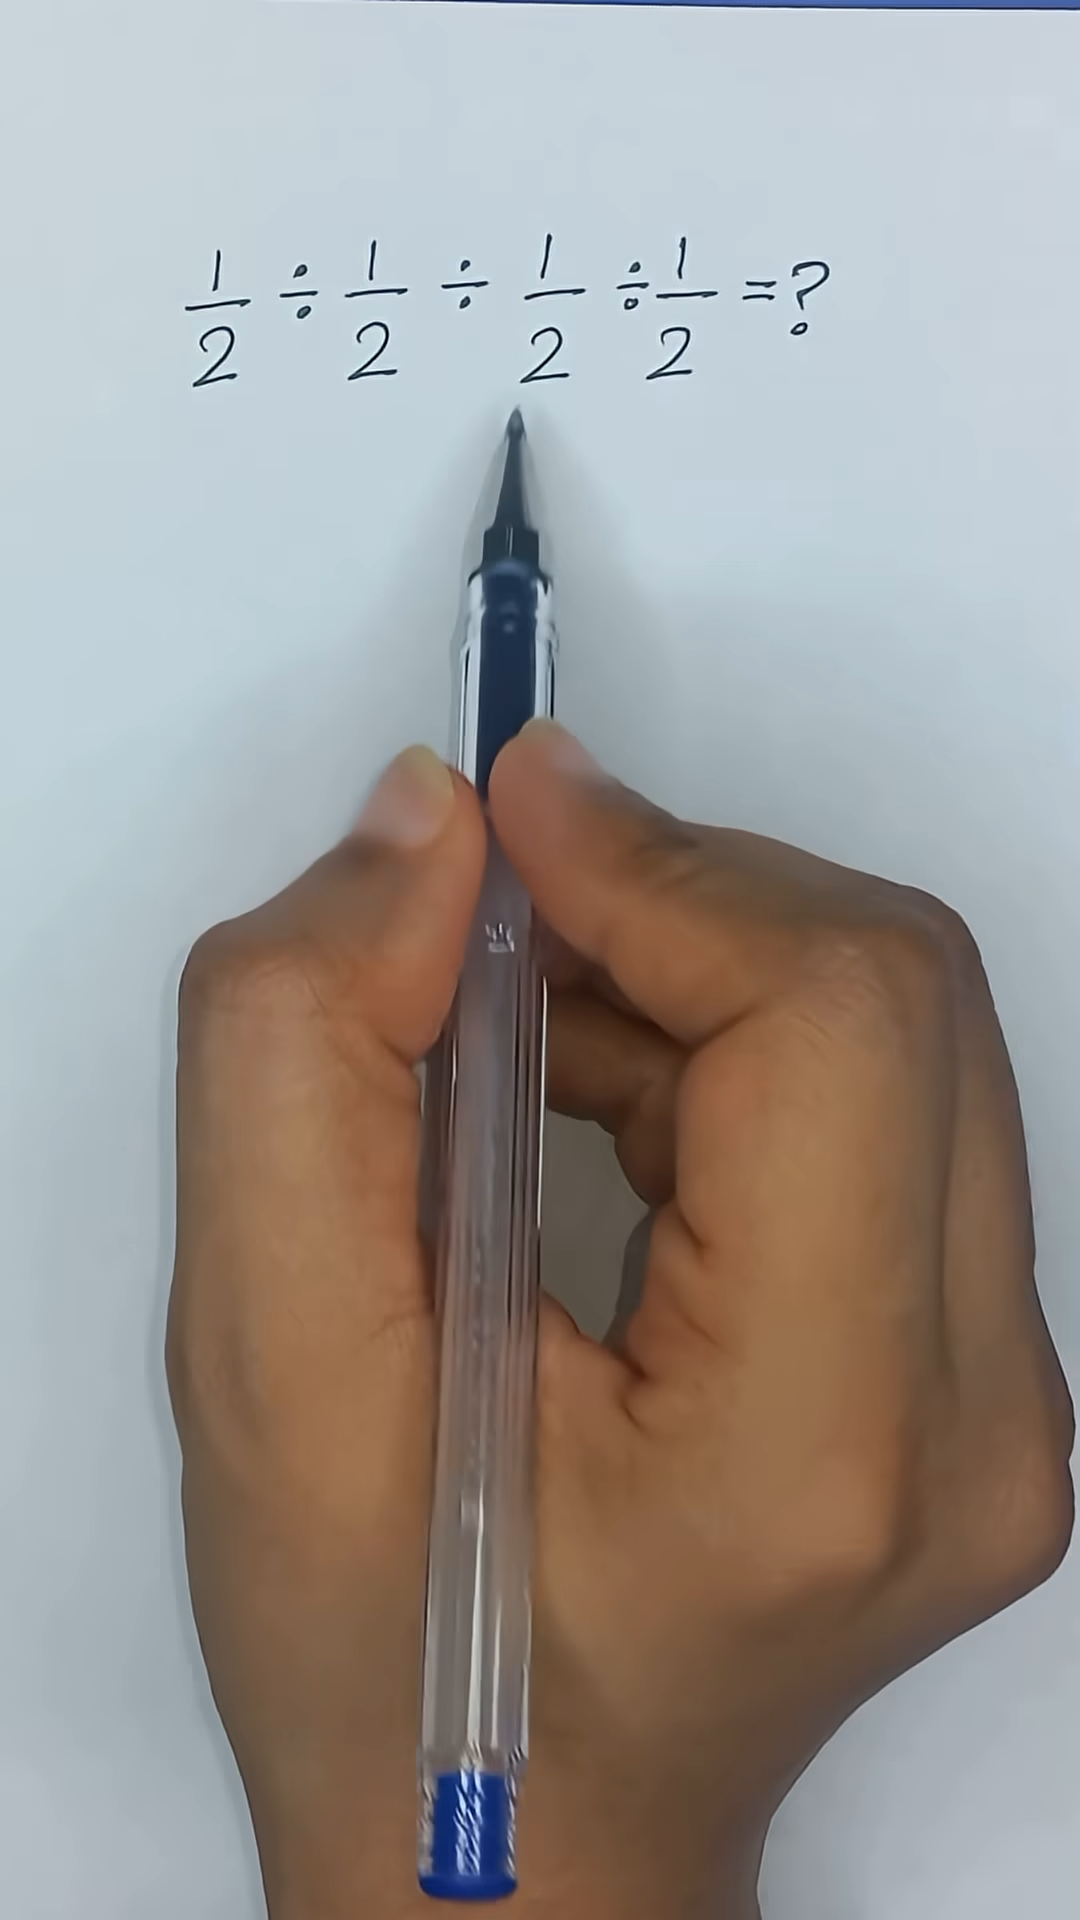 1/2 ÷ 1/2 ÷ 1/2 ÷ 1/2 = ?